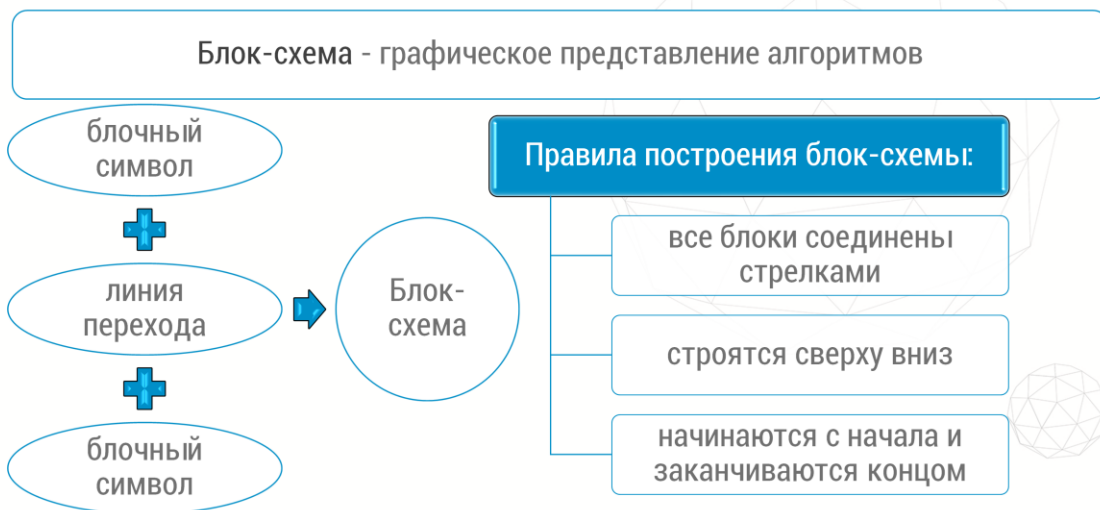 Блок-схема - графическое представление алгоритмов
блочный
символ
линия
перехода
блочный
символ
Блок-
схема
Правила построения блок-схемы:
все блоки соединены
стрелками
строятся сверху вниз
начинаются с начала и
заканчиваются концом